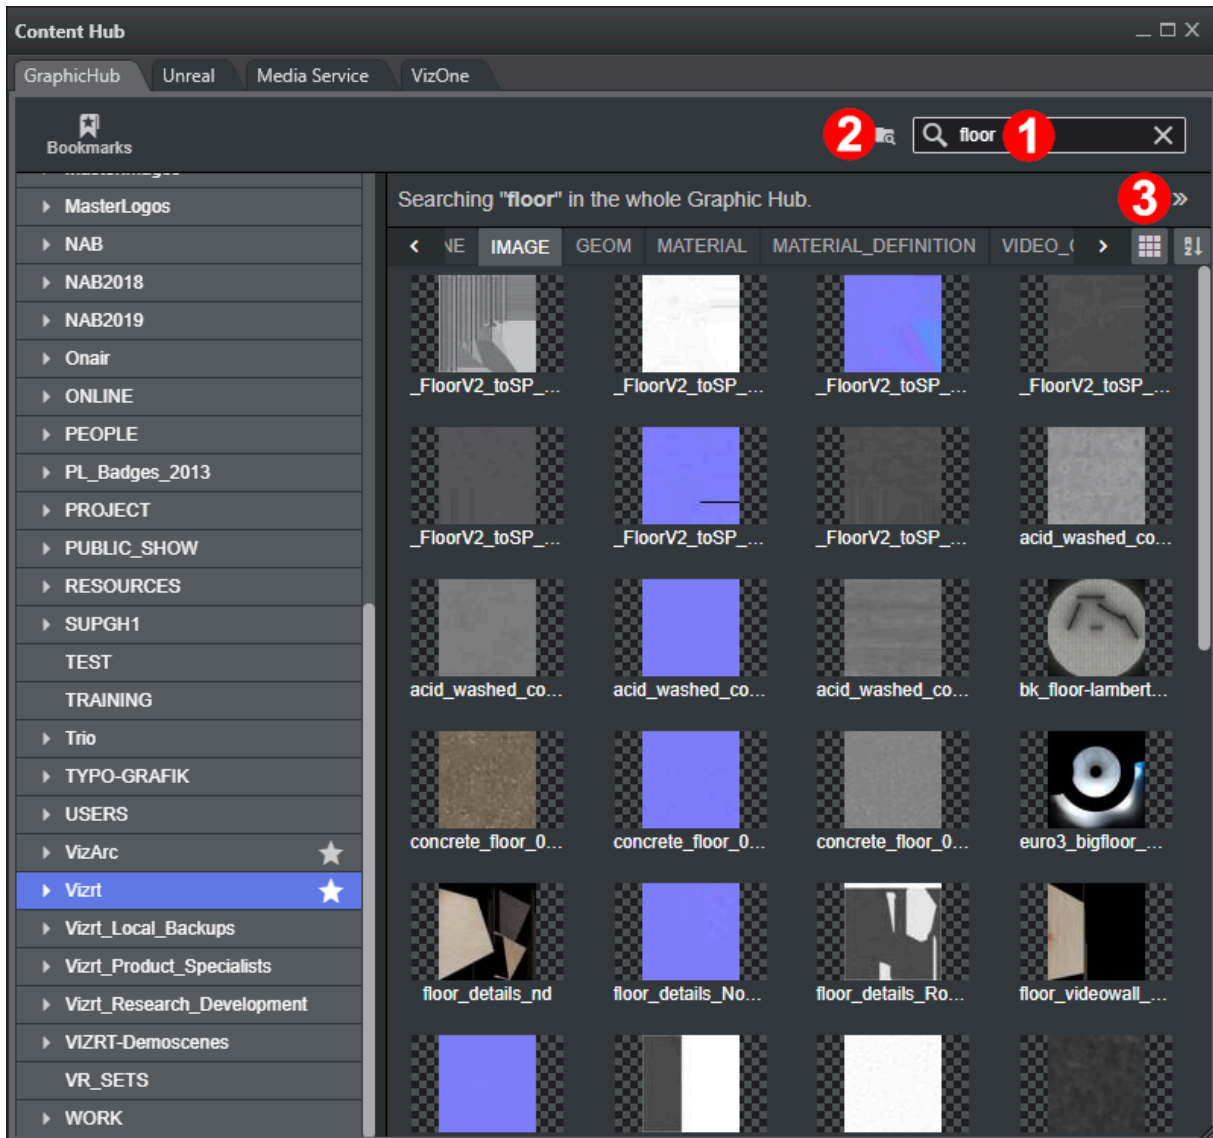 Content Hub
GraphicHub Unreal Media Service VizOne
Bookmarks
2 floor 1
MasterImages
MasterLogos
NAB
NAB2018
NAB2019
Onair
ONLINE
PEOPLE
PL_Badges_2013
PROJECT
PUBLIC_SHOW
RESOURCES
SUPGH1
TEST
TRAINING
Trio
TYPO-GRAFIK
USERS
VizArc
Vizrt
Vizrt_Local_Backups
Vizrt_Product_Specialists
Vizrt_Research_Development
VIZRT-Demoscenes
VR_SETS
WORK
Searching "floor" in the whole Graphic Hub. 3
NE IMAGE GEOM MATERIAL MATERIAL_DEFINITION VIDEO_
_FloorV2_toSP_... _FloorV2_toSP_... _FloorV2_toSP_... _FloorV2_toSP_...
_FloorV2_toSP_... _FloorV2_toSP_... _FloorV2_toSP_... acid_washed_co...
acid_washed_co... acid_washed_co... acid_washed_co... bk_floor-lambert...
concrete_floor_0... concrete_floor_0... concrete_floor_0... euro3_bigfloor_...
floor_details_nd floor_details_No... floor_details_Ro... floor_videowall_...